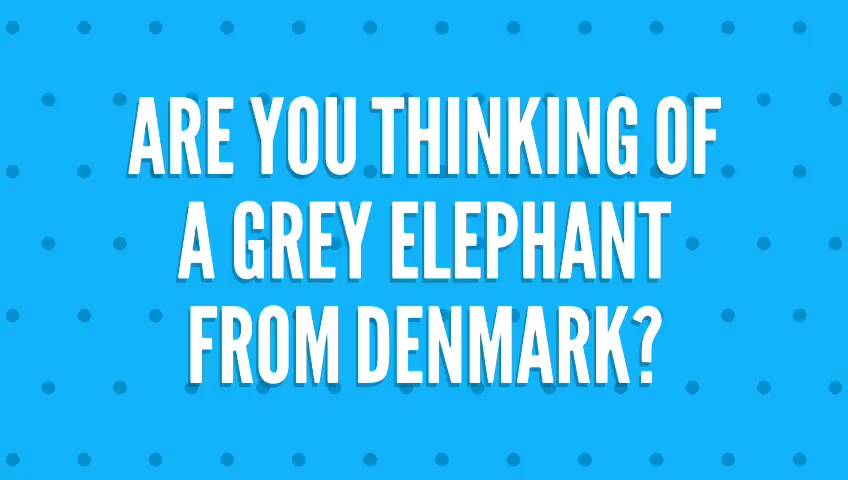 ARE YOU THINKING OF
A GREY ELEPHANT
FROM DENMARK?